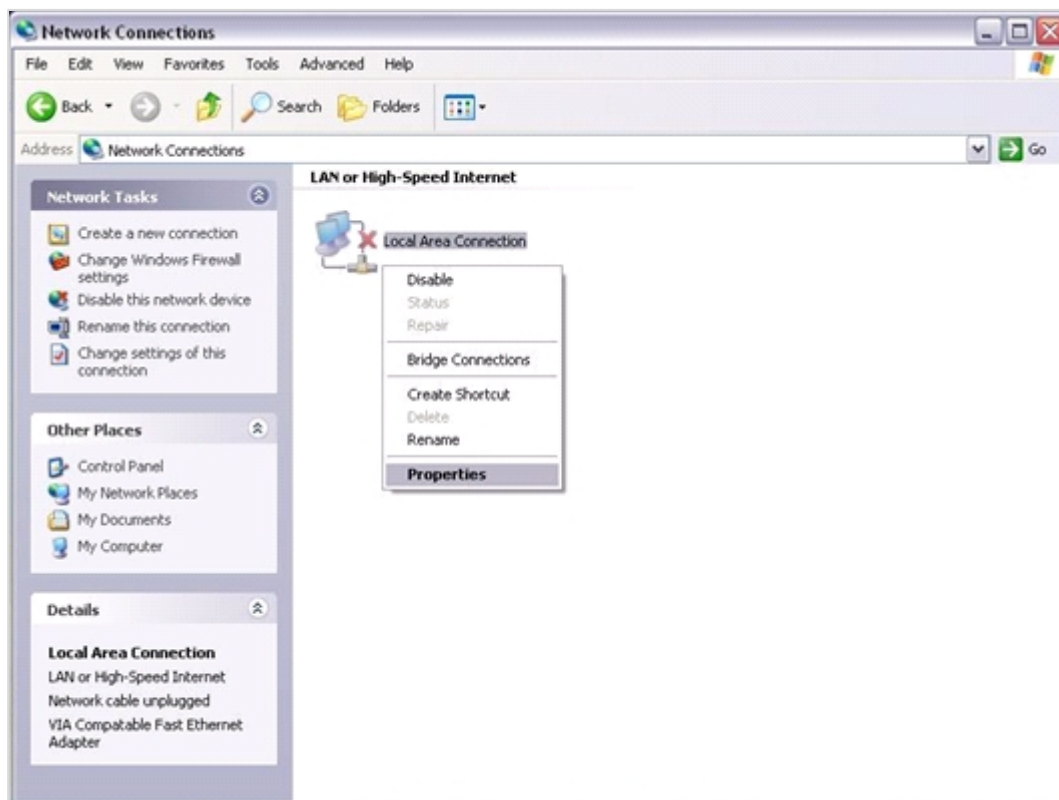 Network Connections
File Edit View Favorites Tools Advanced Help
Back Search Folders
Address Network Connections Go
Network Tasks
Create a new connection
Change Windows Firewall
settings
Disable this network device
Rename this connection
Change settings of this
connection
Other Places
Control Panel
My Network Places
My Documents
My Computer
Details
Local Area Connection
LAN or High-Speed Internet
Network cable unplugged
VIA Compatable Fast Ethernet
Adapter
LAN or High-Speed Internet
Local Area Connection
Disable
Status
Repair
Bridge Connections
Create Shortcut
Delete
Rename
Properties